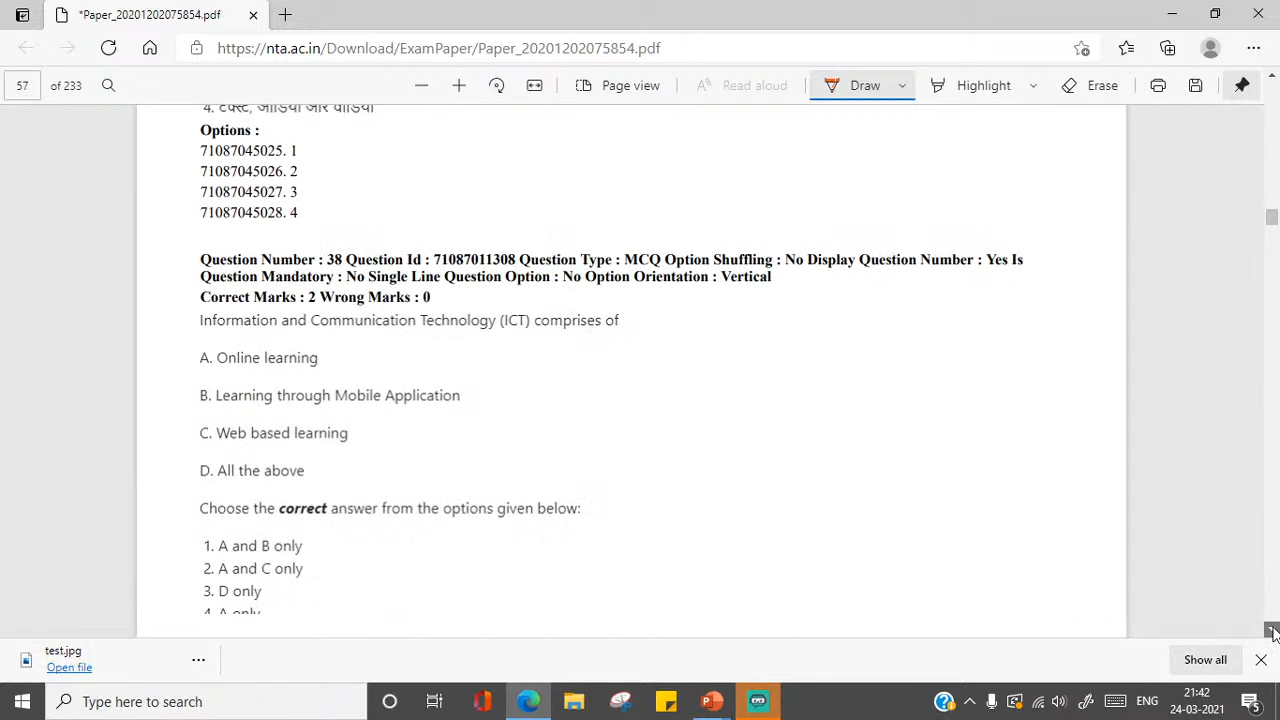 *Paper_20201202075854.pdf
https://nta.ac.in/Download/ExamPaper/Paper_20201202075854.pdf
57 of 233
Page view
Read aloud
Draw
Highlight
Erase
4. टेक्स्ट, ऑडियो और वीडियो
Options :
71087045025. 1
71087045026. 2
71087045027. 3
71087045028. 4
Question Number : 38 Question Id : 71087011308 Question Type : MCQ Option Shuffling : No Display Question Number : Yes Is
Question Mandatory : No Single Line Question Option : No Option Orientation : Vertical
Correct Marks : 2 Wrong Marks : 0
Information and Communication Technology (ICT) comprises of
A. Online learning
B. Learning through Mobile Application
C. Web based learning
D. All the above
Choose the correct answer from the options given below:
1. A and B only
2. A and C only
3. D only
4. A only
test.jpg
Open file
Show all
Type here to search
ENG
21:42
24-03-2021
5